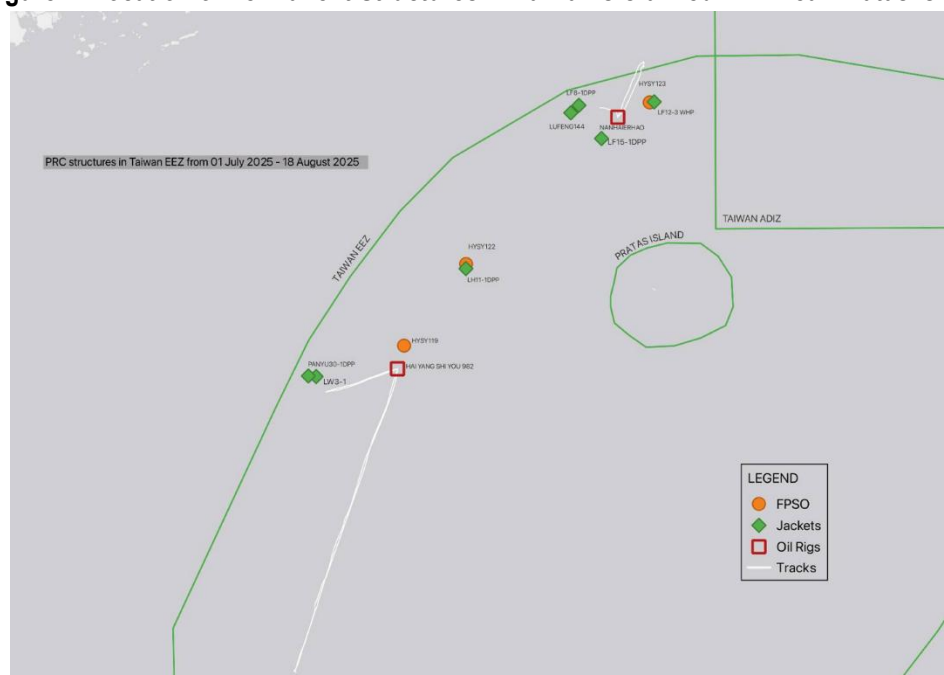 HYSY123
LF8-1DPP
LF13-3 WHP
LUFENG144
NANHAIERHAO
LF15-1DPP
PRC structures in Taiwan EEZ from 01 July 2025 - 18 August 2025
TAIWAN ADIZ
PRATAS ISLAND
HYSY122
TAIWAN EEZ
LH11-1DPP
HYSY119
PANYU30-1DPP
HAI YANG SHI YOU 982
LW3-1
LEGEND
FPSO
Jackets
Oil Rigs
Tracks